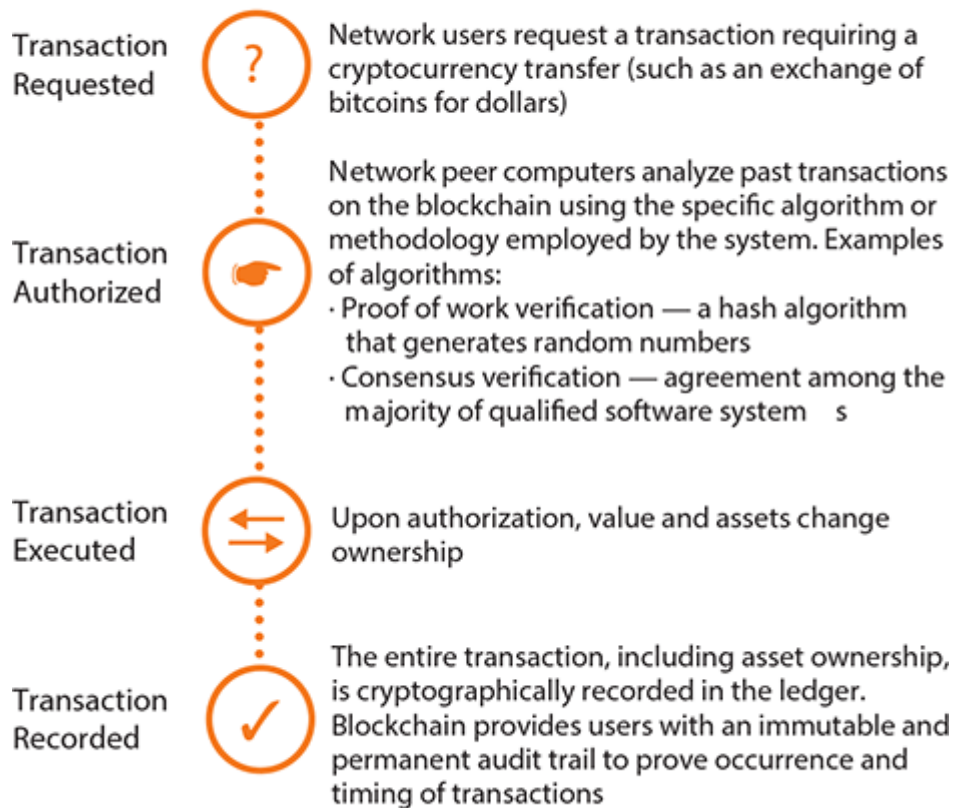 Transaction
Requested
?
Network users request a transaction requiring a
cryptocurrency transfer (such as an exchange of
bitcoins for dollars)
Transaction
Authorized
Network peer computers analyze past transactions
on the blockchain using the specific algorithm or
methodology employed by the system. Examples
of algorithms:
· Proof of work verification — a hash algorithm
that generates random numbers
· Consensus verification — agreement among the
majority of qualified software system s
Transaction
Executed
Upon authorization, value and assets change
ownership
Transaction
Recorded
The entire transaction, including asset ownership,
is cryptographically recorded in the ledger.
Blockchain provides users with an immutable and
permanent audit trail to prove occurrence and
timing of transactions